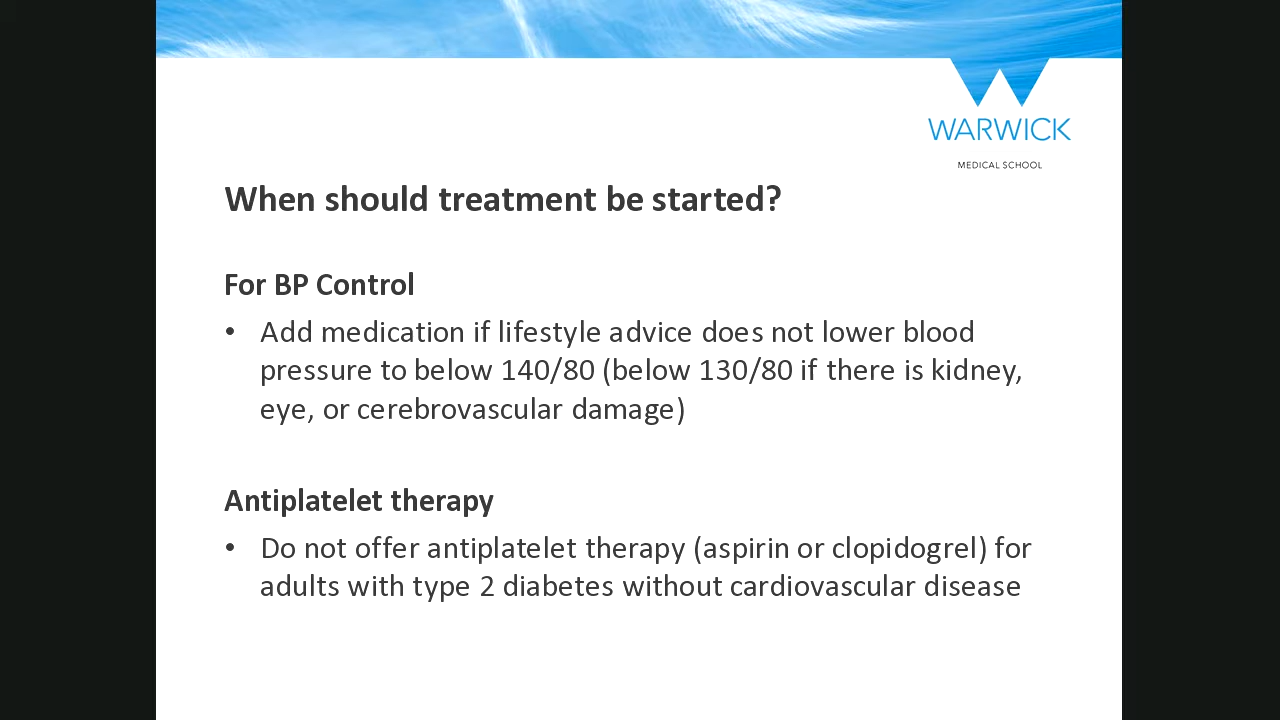 WARWICK
MEDICAL SCHOOL
When should treatment be started?
For BP Control
• Add medication if lifestyle advice does not lower blood
pressure to below 140/80 (below 130/80 if there is kidney,
eye, or cerebrovascular damage)
Antiplatelet therapy
• Do not offer antiplatelet therapy (aspirin or clopidogrel) for
adults with type 2 diabetes without cardiovascular disease